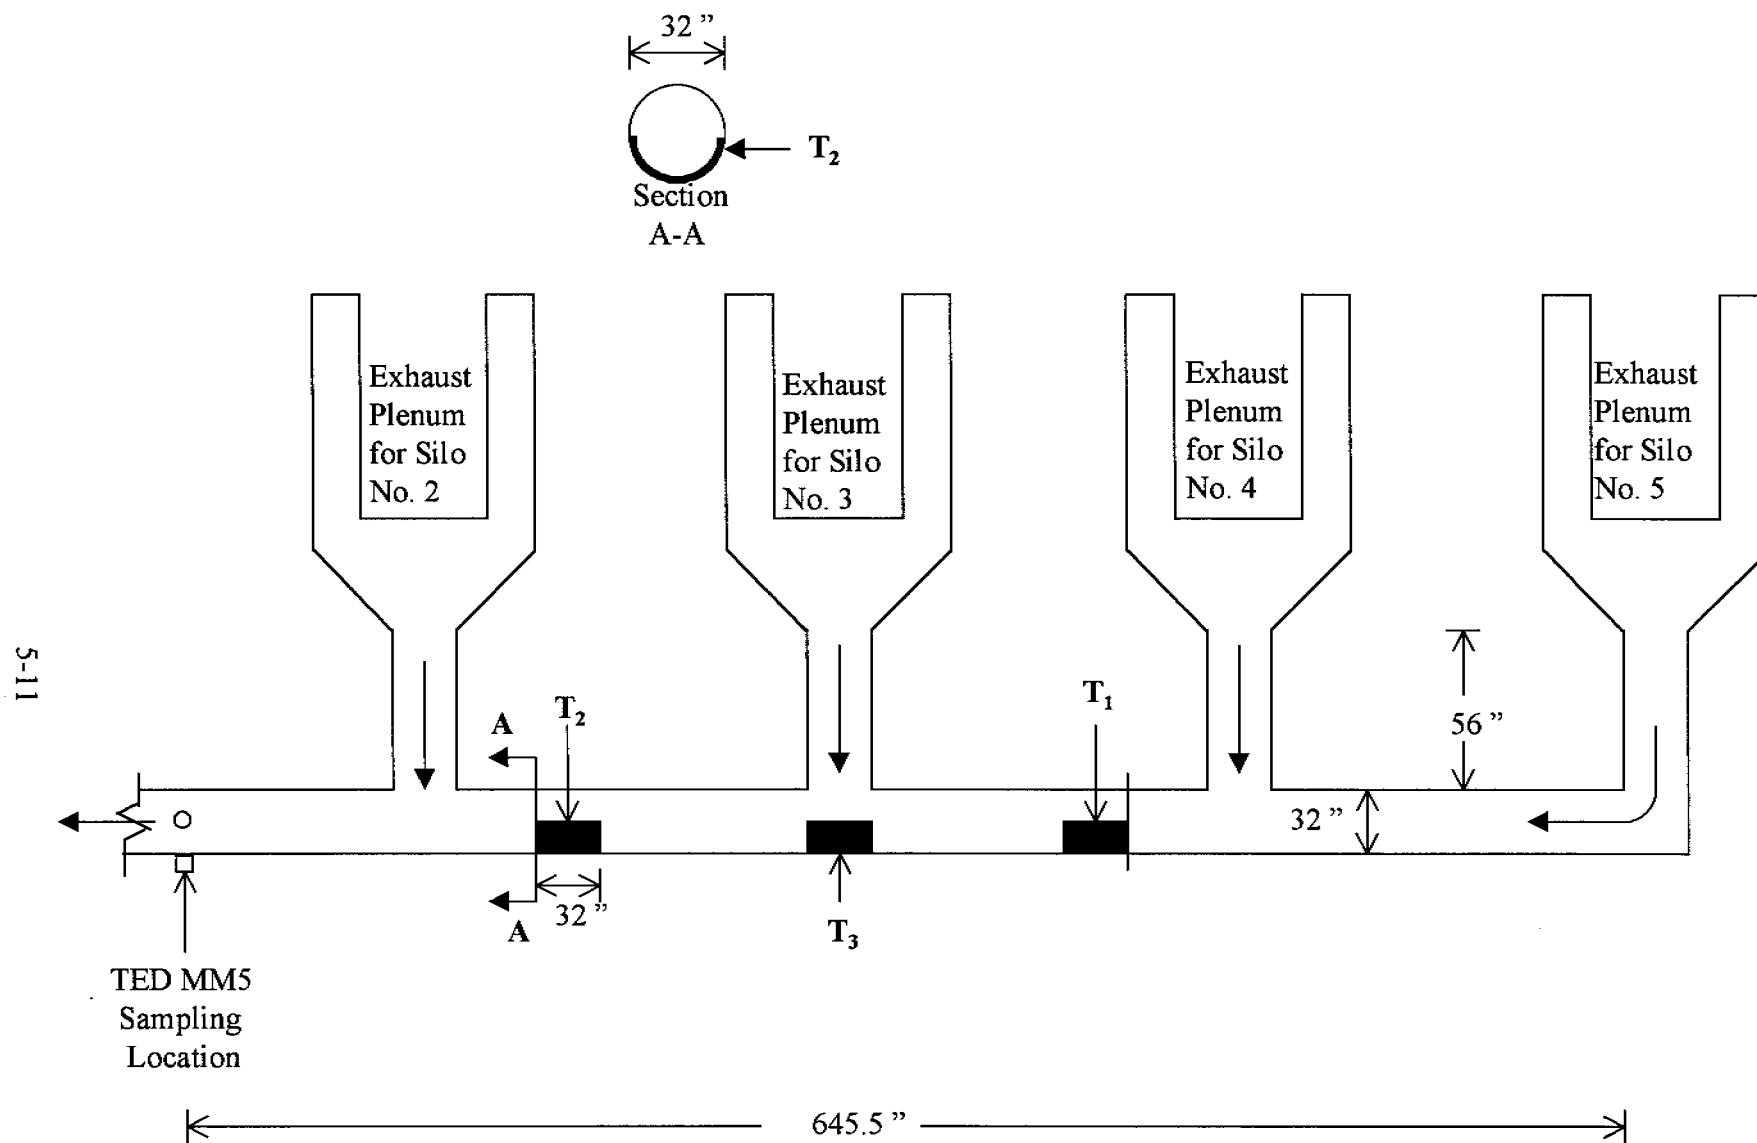 32 ”
T₂
Section
A-A
Exhaust
Plenum
for Silo
No. 2
Exhaust
Plenum
for Silo
No. 3
Exhaust
Plenum
for Silo
No. 4
Exhaust
Plenum
for Silo
No. 5
5-11
A
T₂
T₁
56 ”
32 ”
A
32 ”
T₃
TED MM5
Sampling
Location
645.5 ”